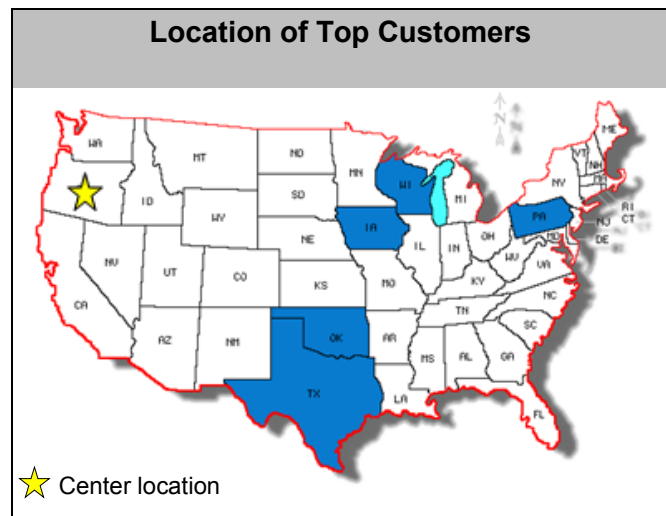 Location of Top Customers
N
N
WA
MT
ND
MN
WI
MI
ME
VT
NH
NY
ID
SD
WY
IA
PA
RI
CT
NJ
DE
MD
NE
IL
IN
OH
NV
UT
CO
KS
MO
WV
VA
KY
CA
NC
TN
AZ
NM
OK
AR
SC
MS
AL
GA
TX
LA
FL
Center location